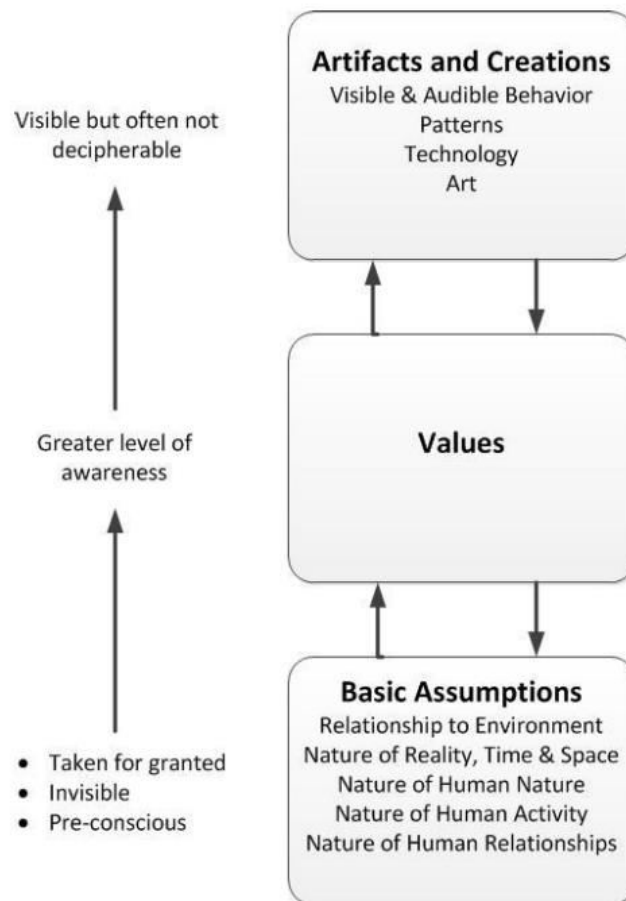 Artifacts and Creations
Visible & Audible Behavior
Patterns
Technology
Art
Visible but often not
decipherable
Values
Greater level of
awareness
Basic Assumptions
Relationship to Environment
Nature of Reality, Time & Space
Nature of Human Nature
Nature of Human Activity
Nature of Human Relationships
• Taken for granted
• Invisible
• Pre-conscious